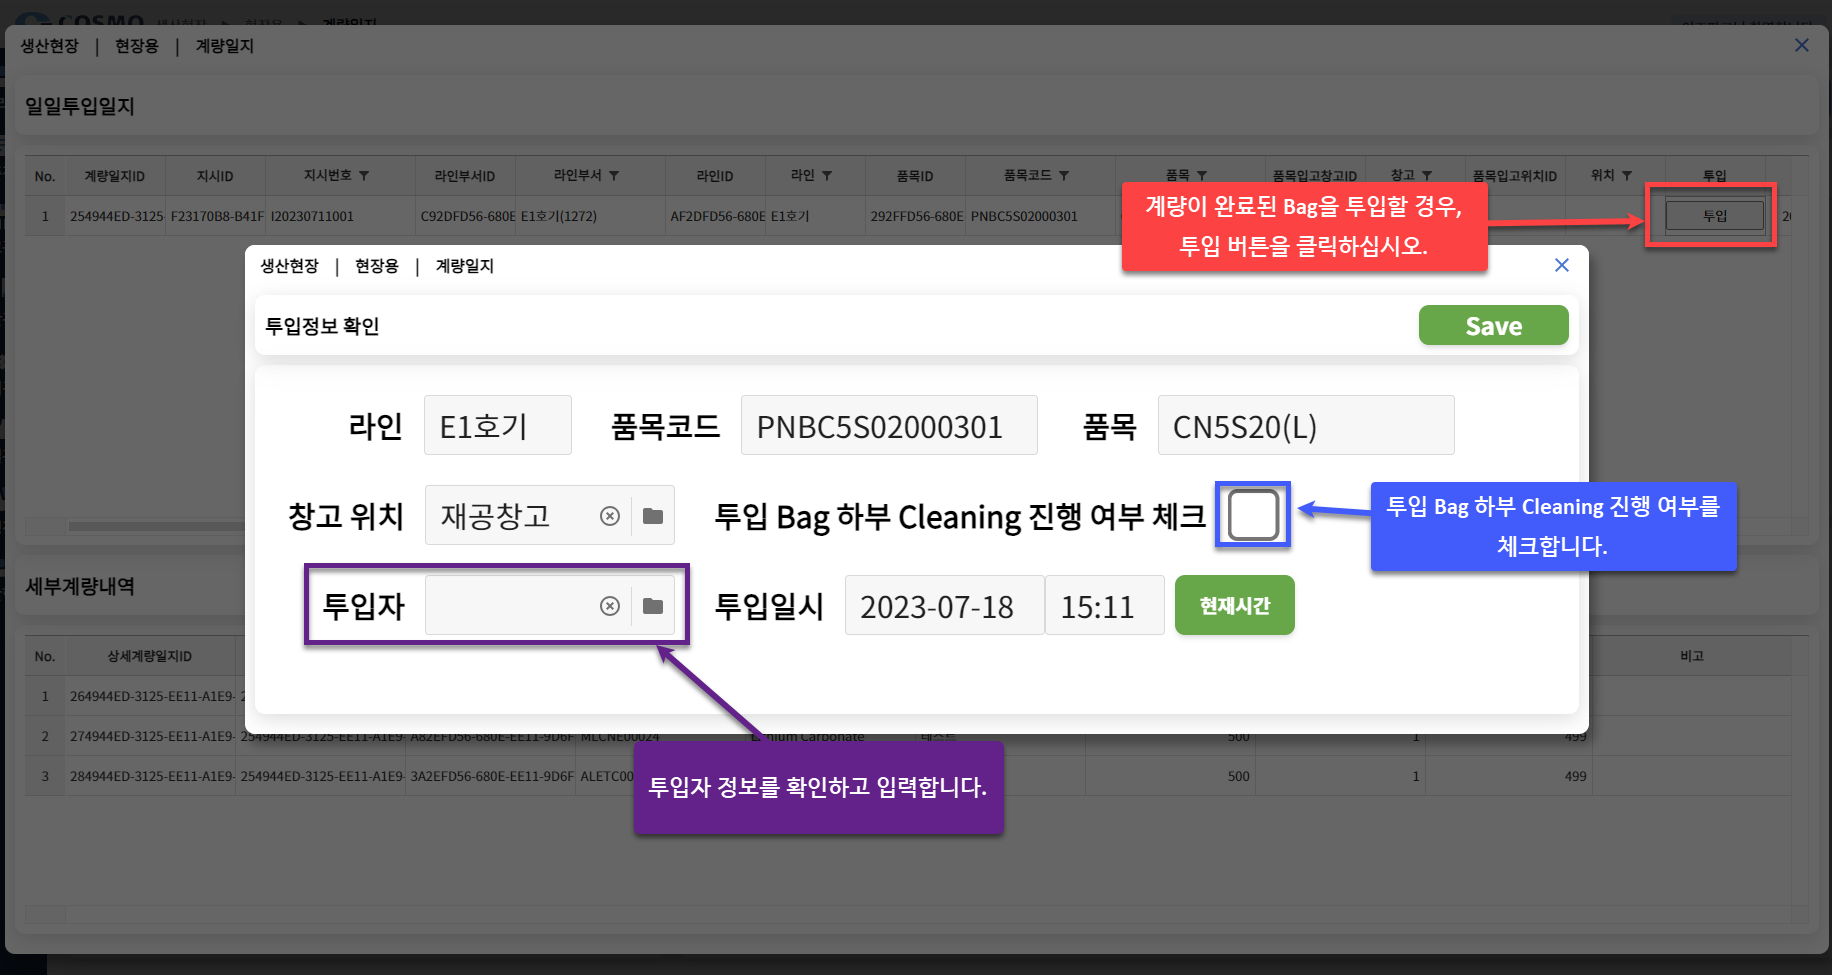 COSMO 생산현장 ▶ 현장용 ▶ 계량일지
생산현장 | 현장용 | 계량일지
일일투입일지
No. 계량일지ID 지시ID 지시번호 라인부서ID 라인부서 라인ID 라인 품목ID 품목코드 품목 품목입고창고ID 창고 품목입고위치ID 위치 투입
1 254944ED-3125- F23170B8-B41F I20230711001 C92DFD56-680E E1호기(1272) AF2DFD56-680E E1호기 292FFD56-680E PNBC5S02000301 투입 20
계량이 완료된 Bag을 투입할 경우,
투입 버튼을 클릭하십시오.
생산현장 | 현장용 | 계량일지
투입정보 확인 Save
라인 E1호기 품목코드 PNBC5S02000301 품목 CN5S20(L)
창고 위치 재공창고 투입 Bag 하부 Cleaning 진행 여부 체크
투입 Bag 하부 Cleaning 진행 여부를
체크합니다.
투입자 투입일시 2023-07-18 15:11 현재시간
투입자 정보를 확인하고 입력합니다.
세부계량내역
No. 상세계량일지ID 비고
1 264944ED-3125-EE11-A1E9-
2 274944ED-3125-EE11-A1E9- 254944ED-3125-EE11-A1E9- A82EFD56-680E-EE11-9D6F MLCNE00024 Carbonate 테스트 500 1 499
3 284944ED-3125-EE11-A1E9- 254944ED-3125-EE11-A1E9- 3A2EFD56-680E-EE11-9D6F ALETC00 500 1 499